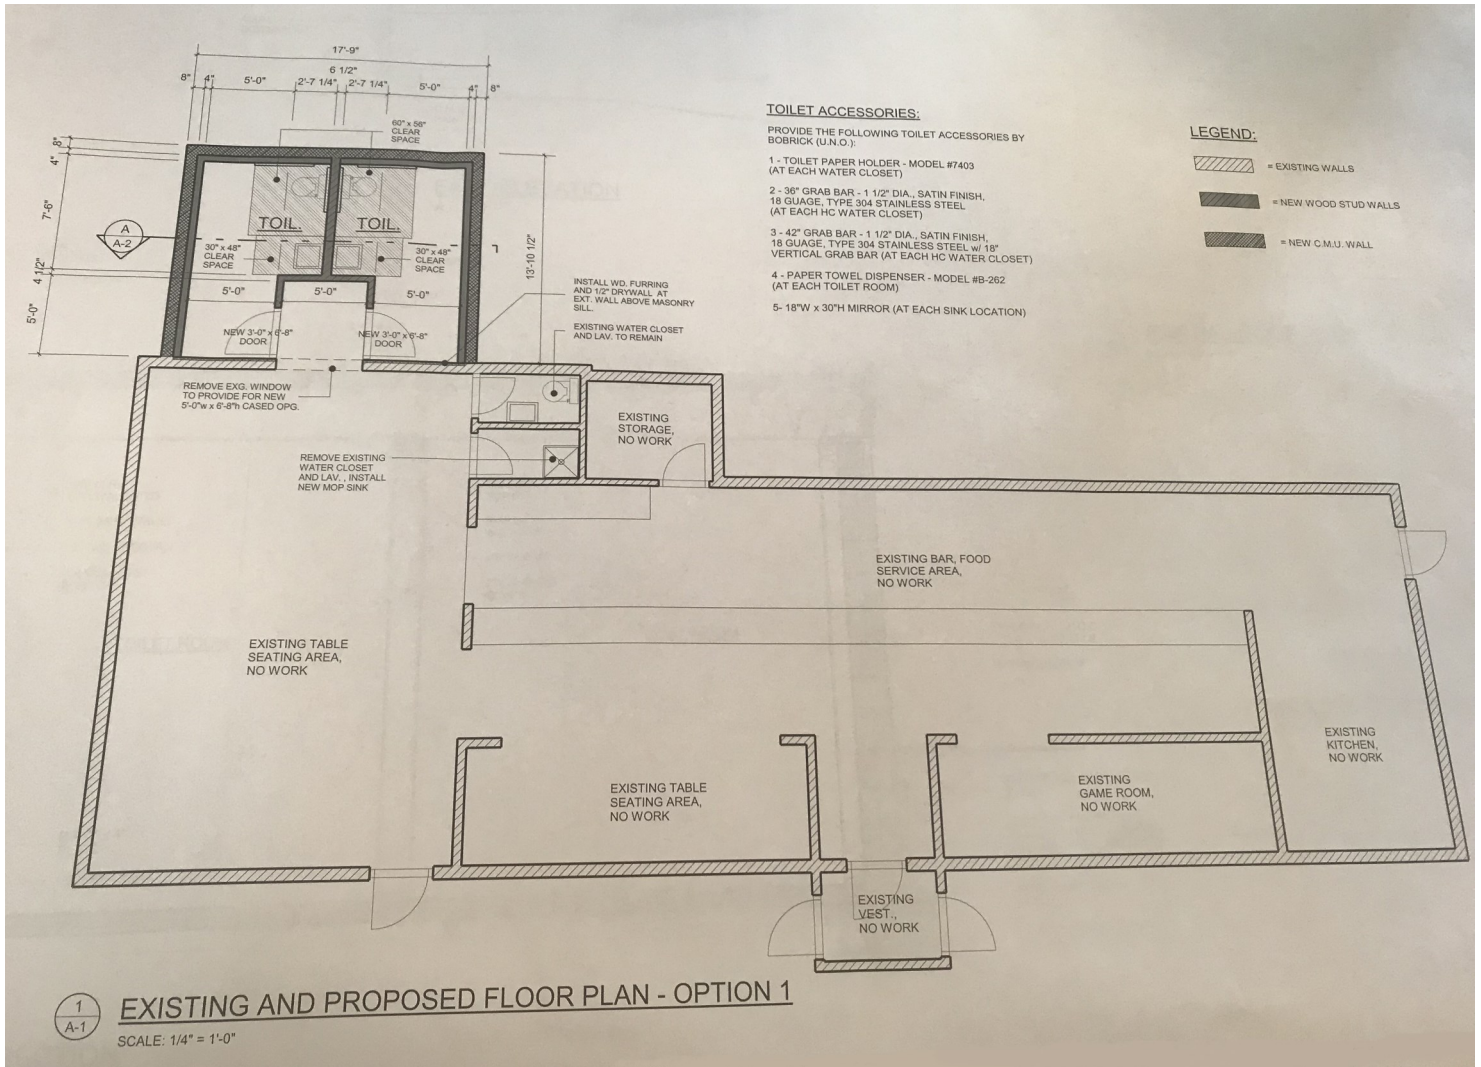 17'-9"
6 1/2"
8" 4" 5'-0" 2'-7 1/4" 2'-7 1/4" 5'-0" 4" 8"
60" x 56"
CLEAR
SPACE
8"
4"
7'-6"
4 1/2"
5'-0"
13'-10 1/2"
A
A-2
TOIL. TOIL.
30" x 48"
CLEAR
SPACE
30" x 48"
CLEAR
SPACE
5'-0" 5'-0" 5'-0"
NEW 3'-0" x 6'-8"
DOOR
NEW 3'-0" x 6'-8"
DOOR
INSTALL WD. FURRING
AND 1/2" DRYWALL AT
EXT. WALL ABOVE MASONRY
SILL.
EXISTING WATER CLOSET
AND LAV. TO REMAIN
REMOVE EXG. WINDOW
TO PROVIDE FOR NEW
5'-0"w x 6'-8"h CASED OPG.
REMOVE EXISTING
WATER CLOSET
AND LAV. , INSTALL
NEW MOP SINK
TOILET ACCESSORIES:
PROVIDE THE FOLLOWING TOILET ACCESSORIES BY
BOBRICK (U.N.O.):
1 - TOILET PAPER HOLDER - MODEL #7403
(AT EACH WATER CLOSET)
2 - 36" GRAB BAR - 1 1/2" DIA., SATIN FINISH,
18 GUAGE, TYPE 304 STAINLESS STEEL
(AT EACH HC WATER CLOSET)
3 - 42" GRAB BAR - 1 1/2" DIA., SATIN FINISH,
18 GUAGE, TYPE 304 STAINLESS STEEL w/ 18"
VERTICAL GRAB BAR (AT EACH HC WATER CLOSET)
4 - PAPER TOWEL DISPENSER - MODEL #B-262
(AT EACH TOILET ROOM)
5- 18"W x 30"H MIRROR (AT EACH SINK LOCATION)
LEGEND:
= EXISTING WALLS
= NEW WOOD STUD WALLS
= NEW C.M.U. WALL
EXISTING
STORAGE,
NO WORK
EXISTING BAR, FOOD
SERVICE AREA,
NO WORK
EXISTING TABLE
SEATING AREA,
NO WORK
EXISTING TABLE
SEATING AREA,
NO WORK
EXISTING
GAME ROOM,
NO WORK
EXISTING
KITCHEN,
NO WORK
EXISTING
VEST.,
NO WORK
1
A-1
EXISTING AND PROPOSED FLOOR PLAN - OPTION 1
SCALE: 1/4" = 1'-0"